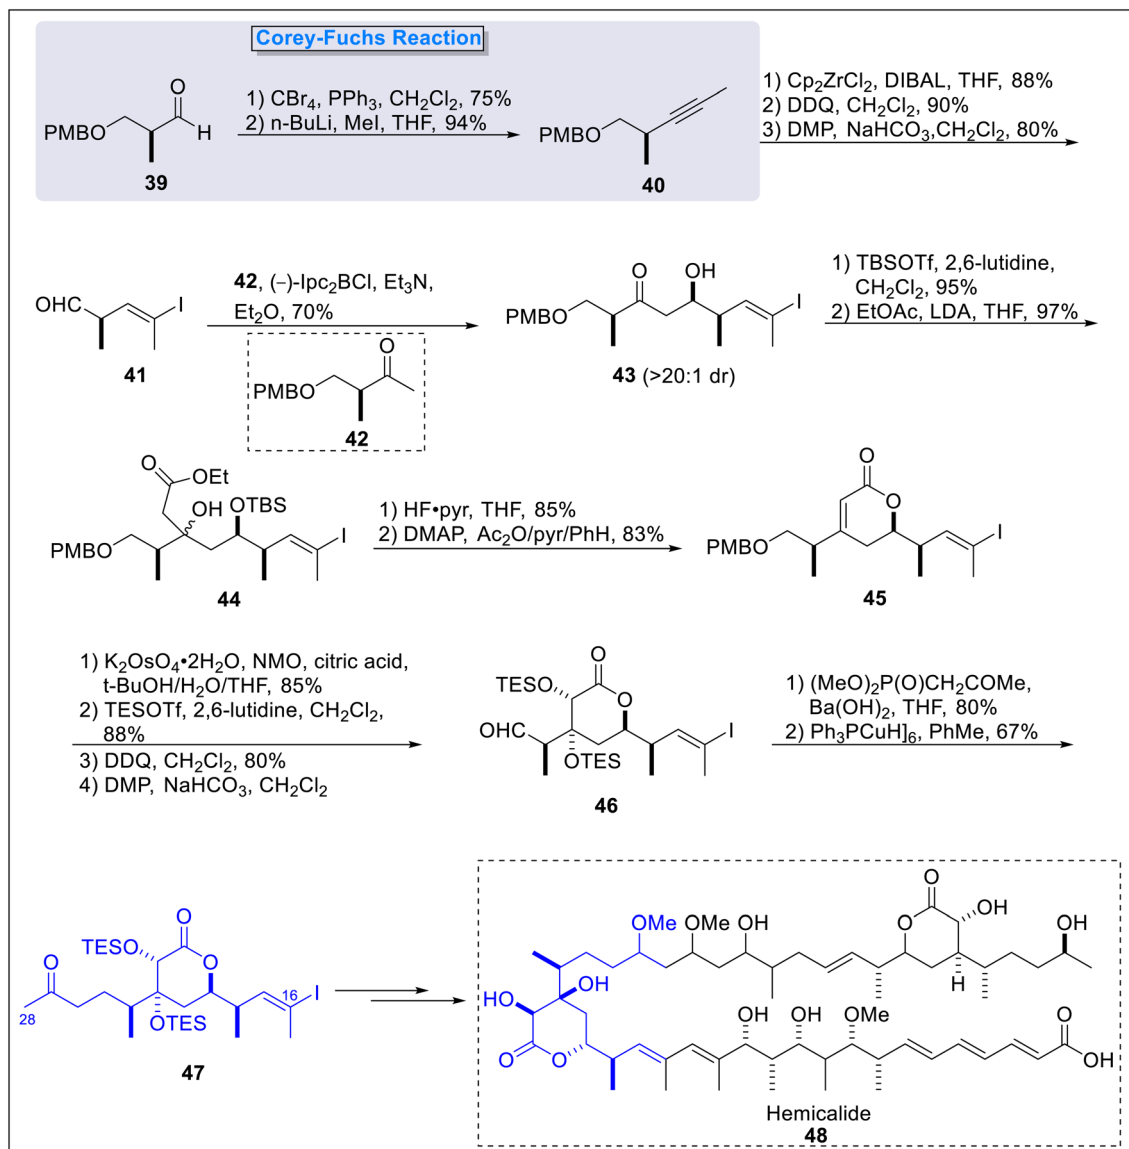 Corey-Fuchs Reaction
O
PMBO
H
39
1) CBr4, PPh3, CH2Cl2, 75%
2) n-BuLi, MeI, THF, 94%
PMBO
40
1) Cp2ZrCl2, DIBAL, THF, 88%
2) DDQ, CH2Cl2, 90%
3) DMP, NaHCO3,CH2Cl2, 80%
OHC
I
41
42, (−)-Ipc2BCl, Et3N,
Et2O, 70%
O
PMBO
42
O
OH
PMBO
I
43 (>20:1 dr)
1) TBSOTf, 2,6-lutidine,
CH2Cl2, 95%
2) EtOAc, LDA, THF, 97%
O
OEt
OH
OTBS
PMBO
I
44
1) HF•pyr, THF, 85%
2) DMAP, Ac2O/pyr/PhH, 83%
O
O
PMBO
I
45
1) K2OsO4•2H2O, NMO, citric acid,
t-BuOH/H2O/THF, 85%
2) TESOTf, 2,6-lutidine, CH2Cl2,
88%
3) DDQ, CH2Cl2, 80%
4) DMP, NaHCO3, CH2Cl2
O
TESO
O
OHC
OTES
I
46
1) (MeO)2P(O)CH2COMe,
Ba(OH)2, THF, 80%
2) Ph3PCuH]6, PhMe, 67%
O
TESO
O
O
28
OTES
16
I
47
OMe
OMe
OH
O
O
OH
OH
HO
OH
H
O
O
OH
OH
OMe
O
OH
Hemicalide
48